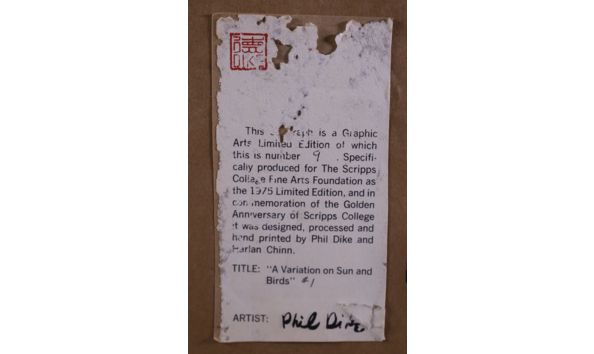 德
DIKE
This is a Graphic
Arts Limited Edition of which
this is number 9 . Specifi-
cally produced for The Scripps
College Fine Arts Foundation as
the 1975 Limited Edition, and in
commemoration of the Golden
Anniversary of Scripps College
it was designed, processed and
hand printed by Phil Dike and
Harlan Chinn.
TITLE: "A Variation on Sun and
Birds" #1
ARTIST: Phil Dike